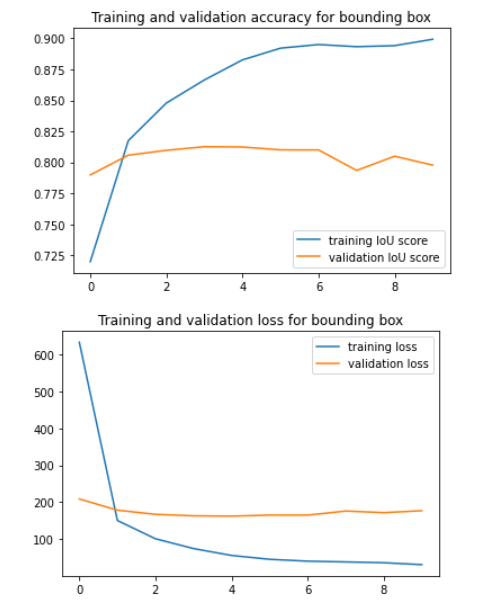 Training and validation accuracy for bounding box
0.900
0.875
0.850
0.825
0.800
0.775
0.750
0.725
training IoU score
validation IoU score
0 2 4 6 8
Training and validation loss for bounding box
600
500
400
300
200
100
training loss
validation loss
0 2 4 6 8